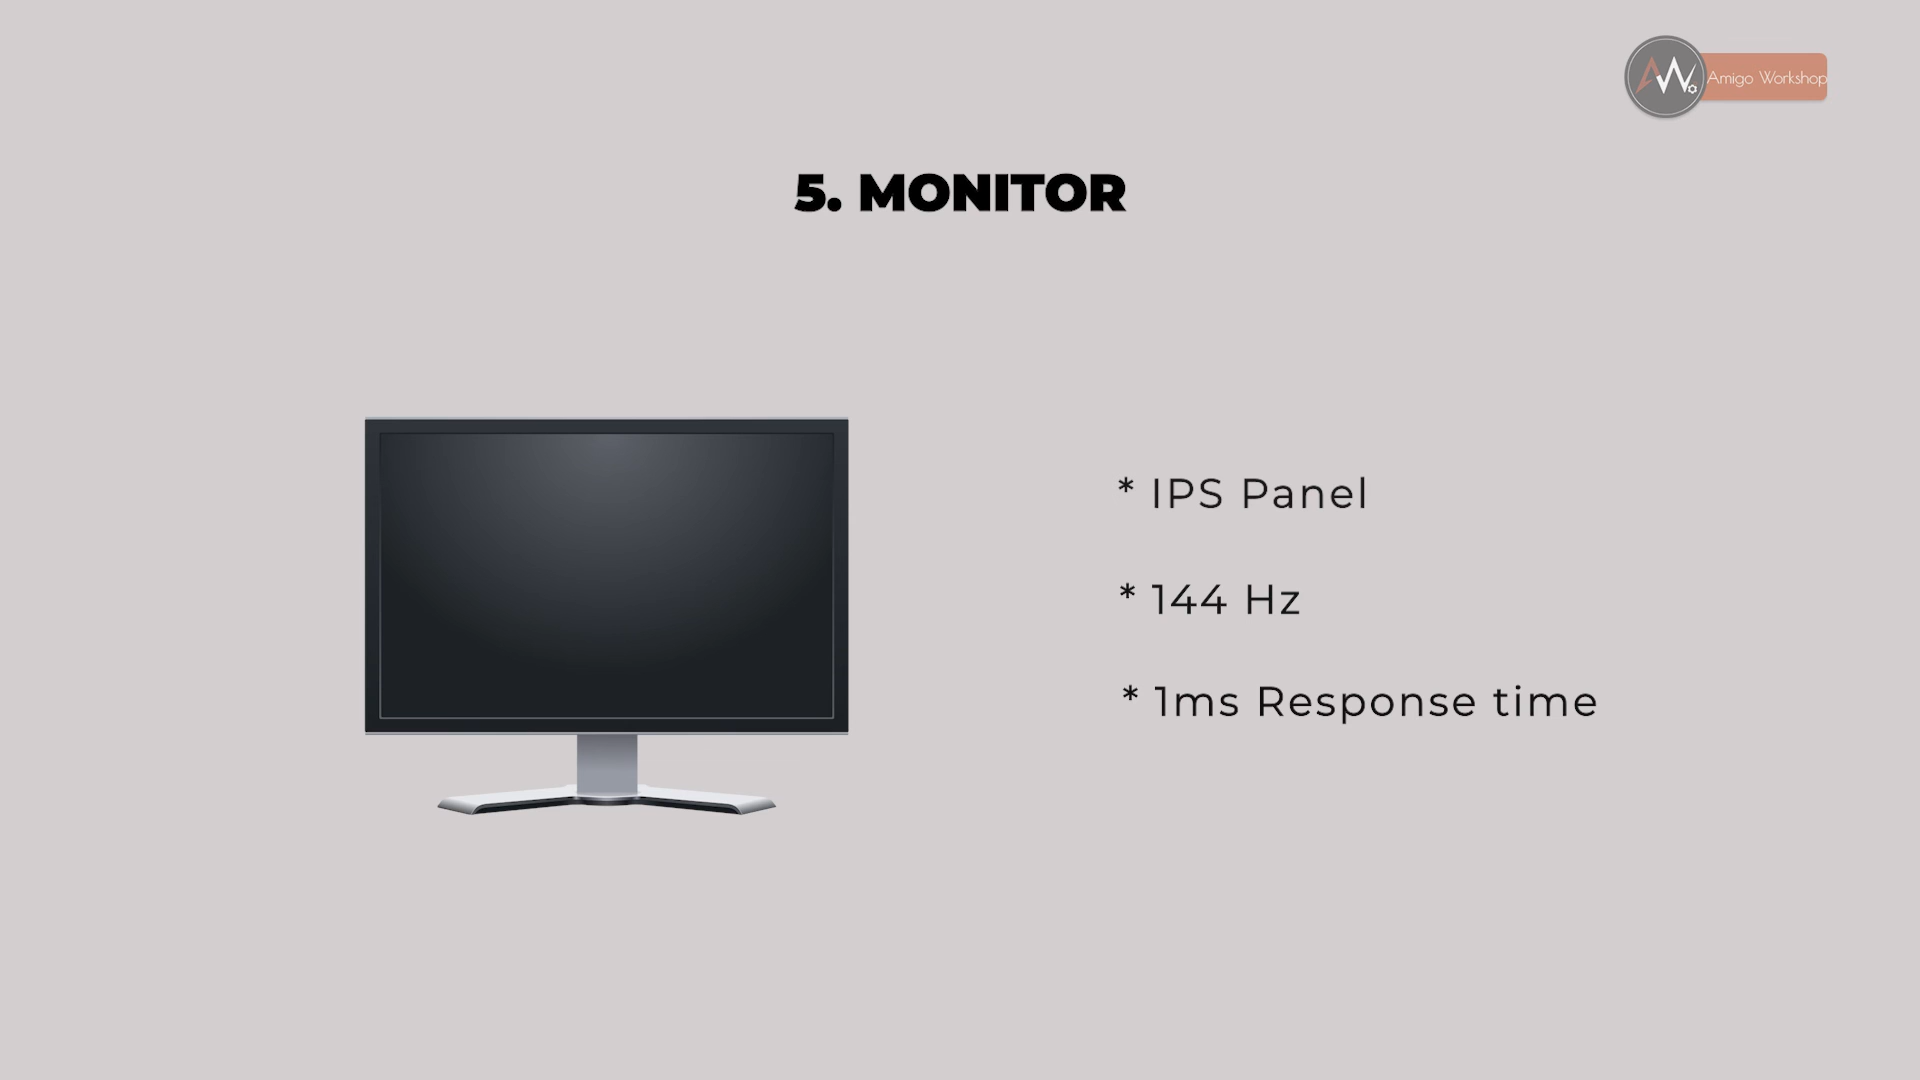 Amigo Workshop
5. MONITOR
* IPS Panel
* 144 Hz
* 1ms Response time